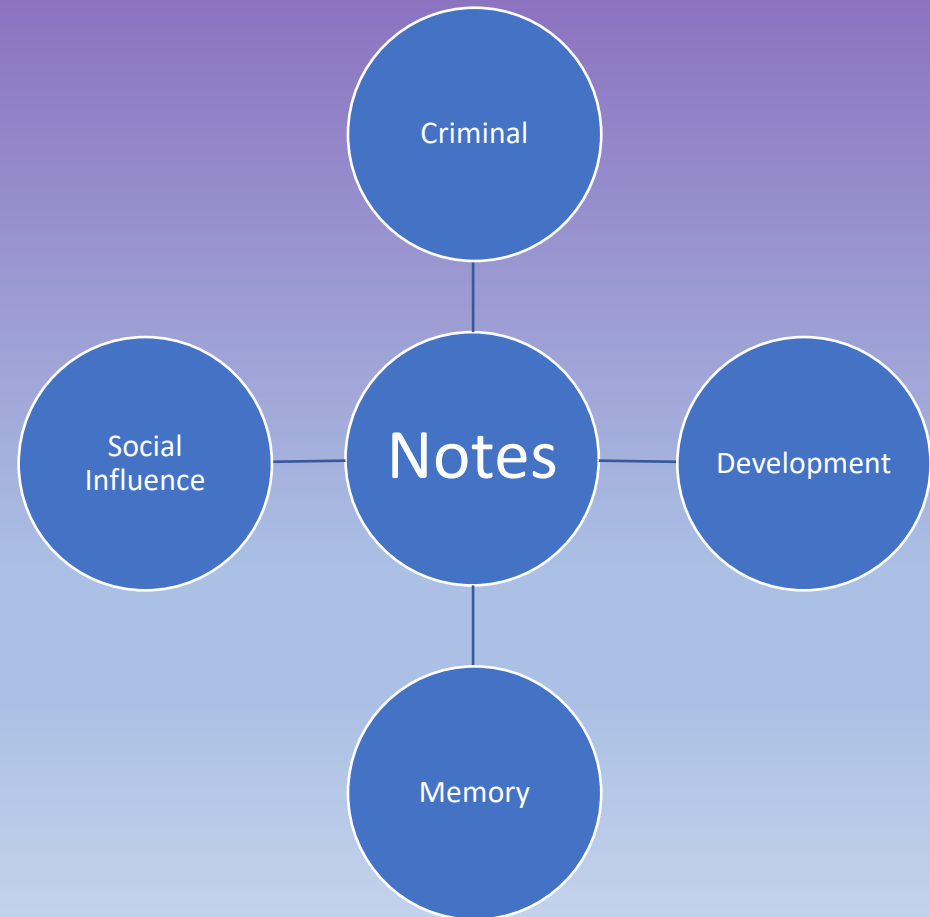 Criminal
Social
Influence
Notes
Development
Memory